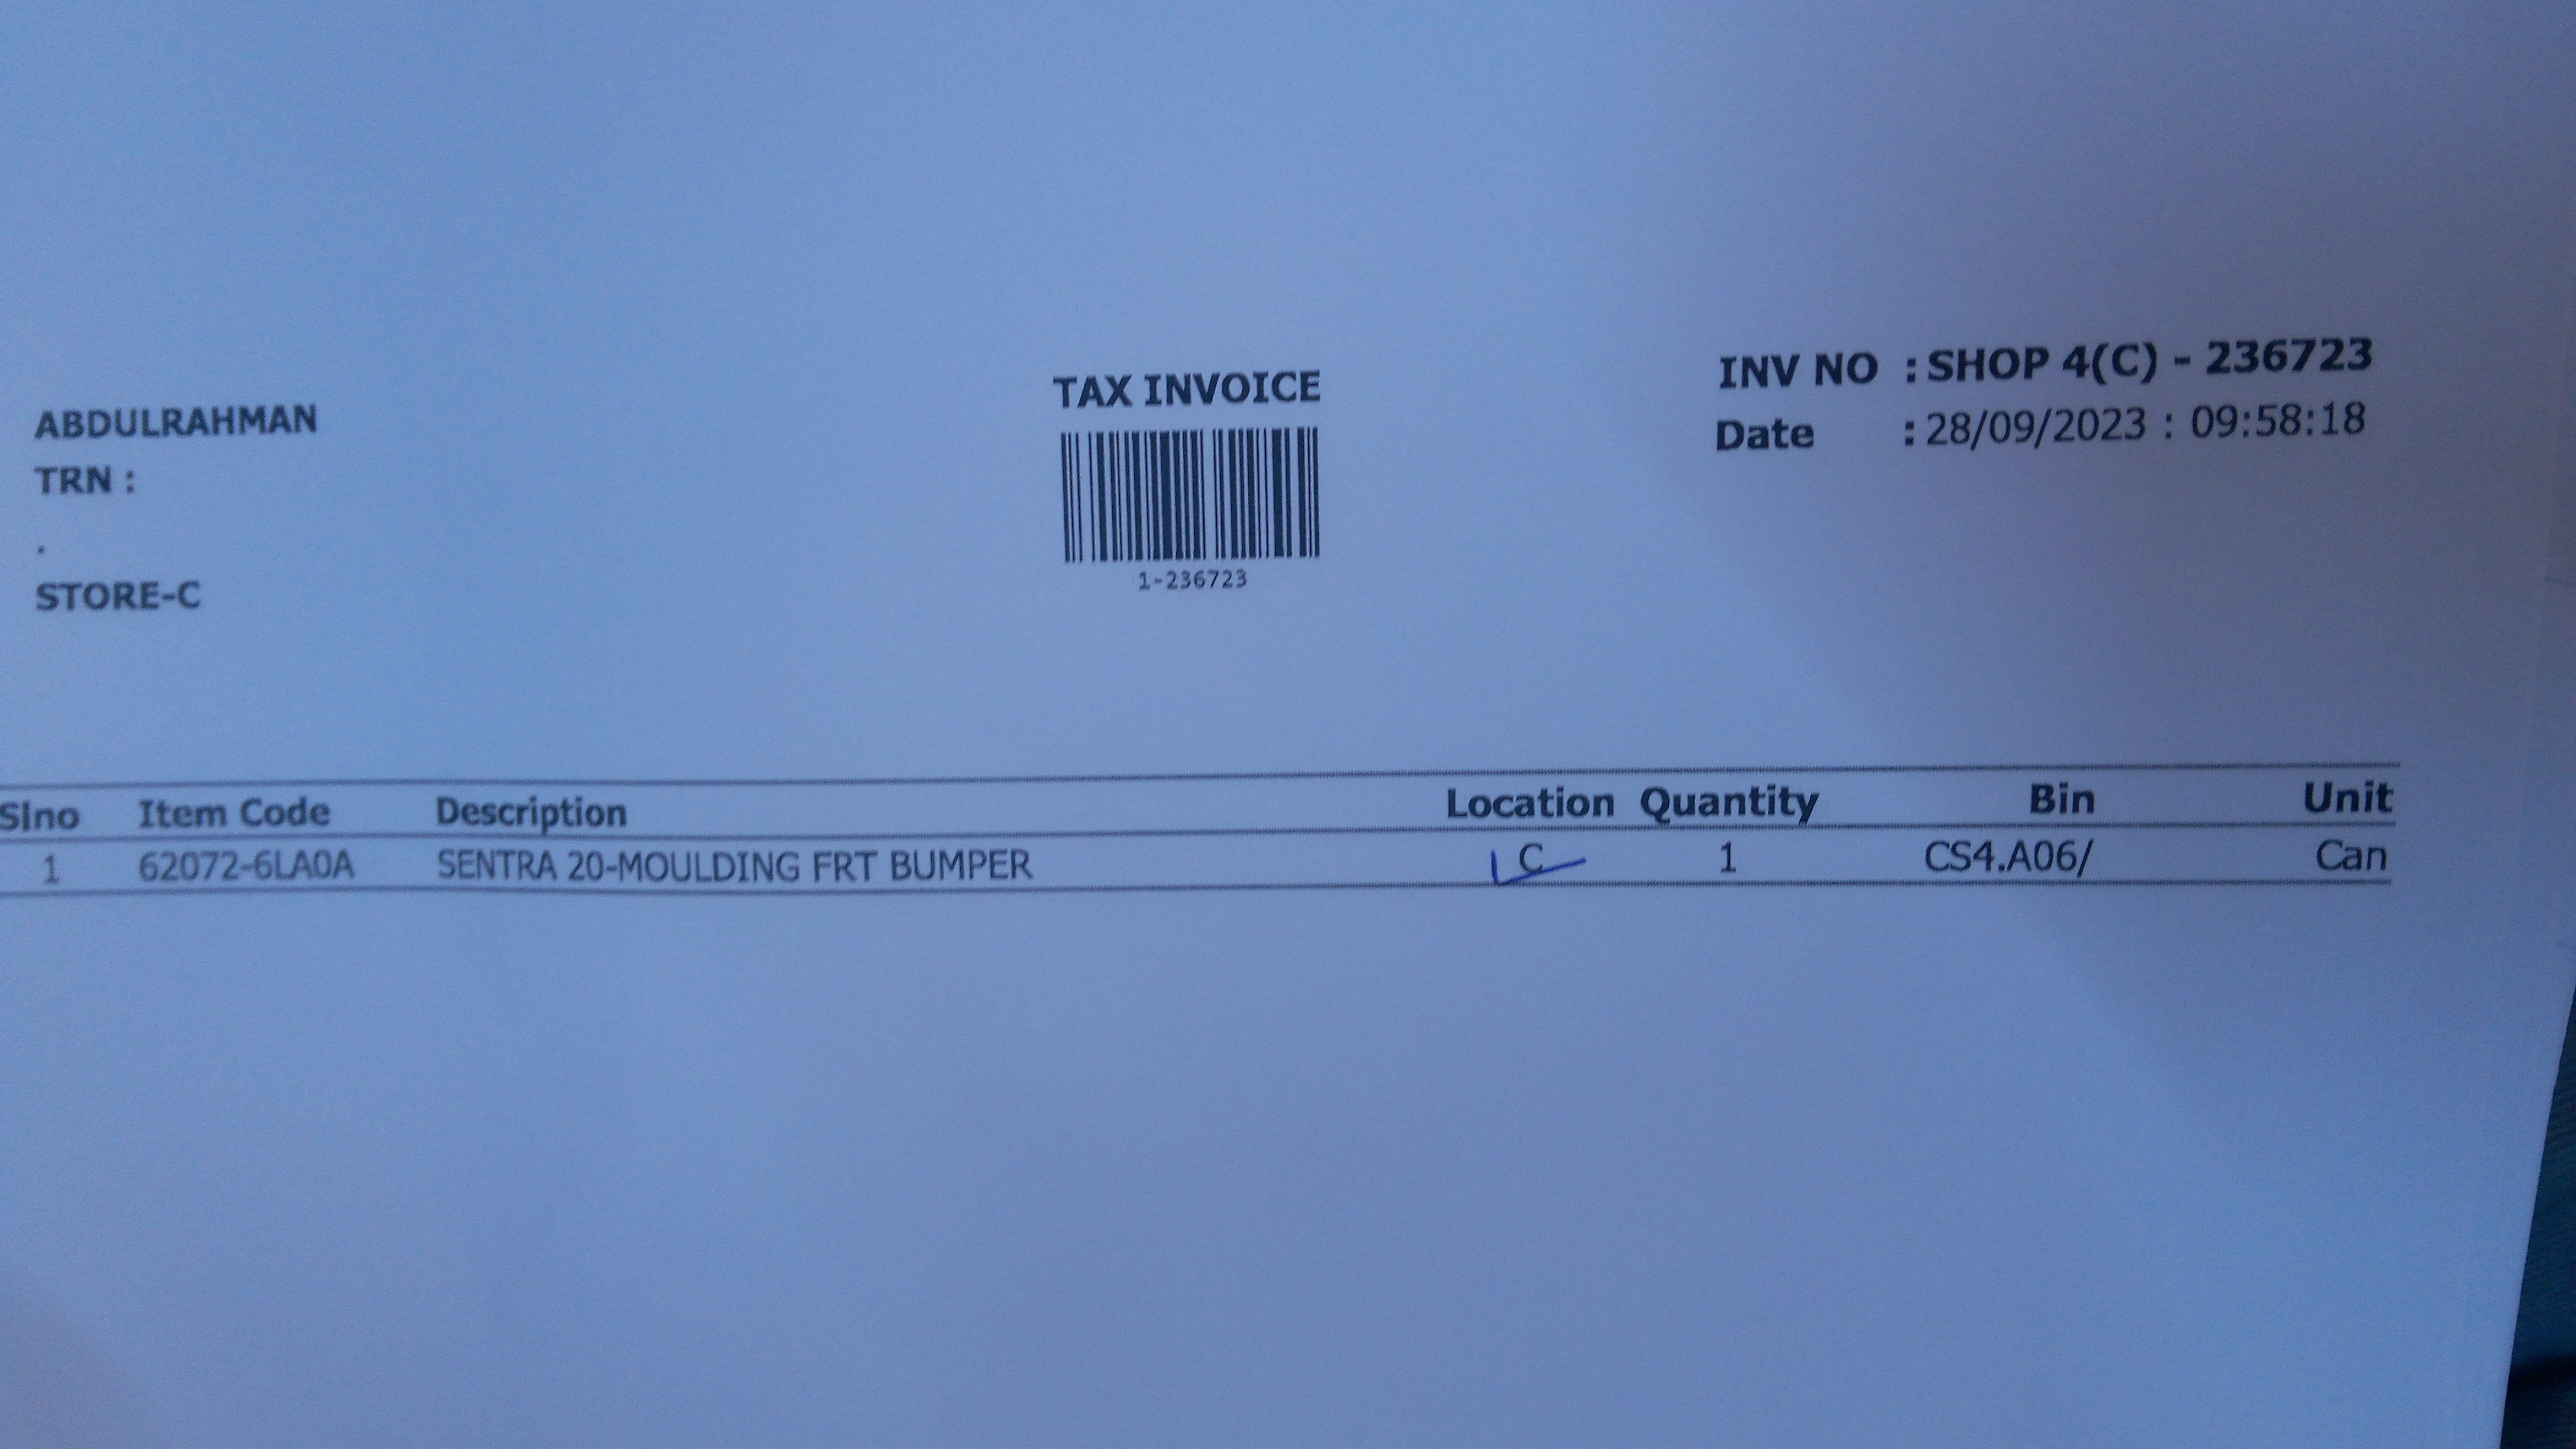 ABDULRAHMAN
TRN :
.
STORE-C
TAX INVOICE
1-236723
INV NO : SHOP 4(C) - 236723
Date : 28/09/2023 : 09:58:18
Slno Item Code Description Location Quantity Bin Unit
1 62072-6LA0A SENTRA 20-MOULDING FRT BUMPER C 1 CS4.A06/ Can